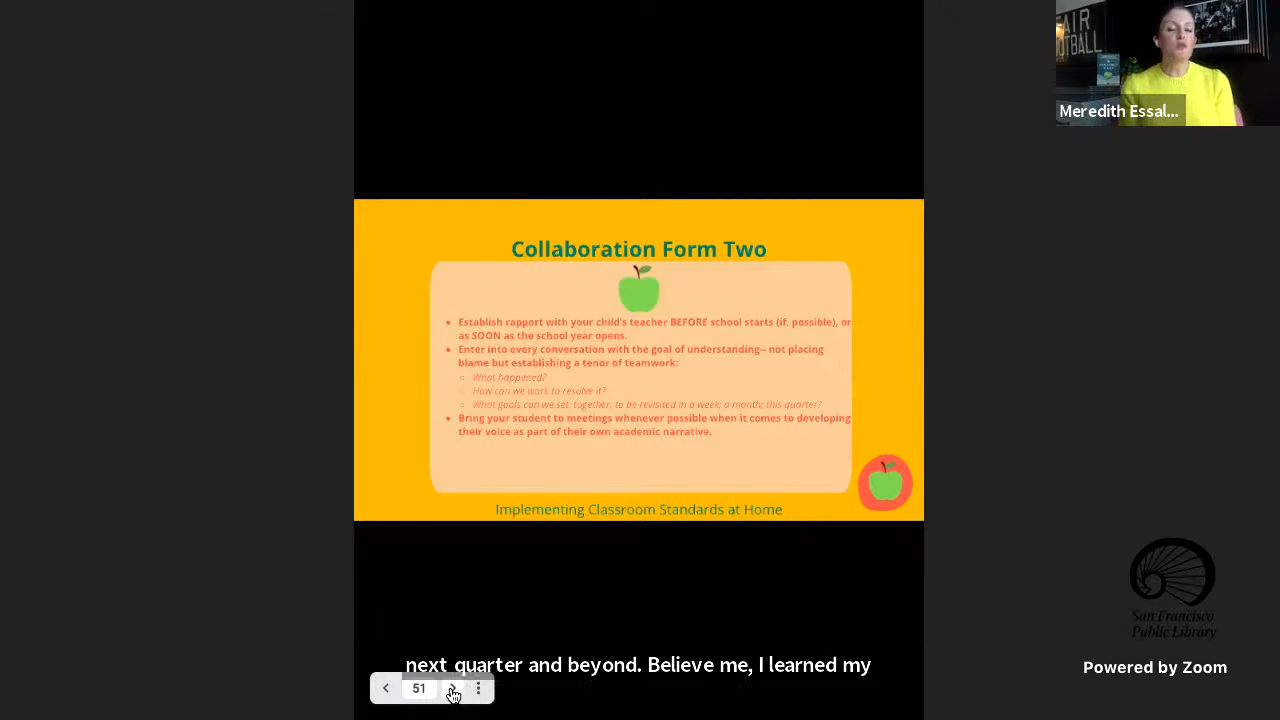 AIR
FOOTBALL
Meredith Essal...
Collaboration Form Two
• Establish rapport with your child's teacher BEFORE school starts (if, possible), or
as SOON as the school year opens.
• Enter into every conversation with the goal of understanding-- not placing
blame but establishing a tenor of teamwork:
○ What happened?
○ How can we work to resolve it?
○ What goals can we set, together, to be revisited in a week; a month; this quarter?
• Bring your student to meetings whenever possible when it comes to developing
their voice as part of their own academic narrative.
Implementing Classroom Standards at Home
San Francisco
Public Library
next quarter and beyond. Believe me, I learned my
Powered by Zoom
51